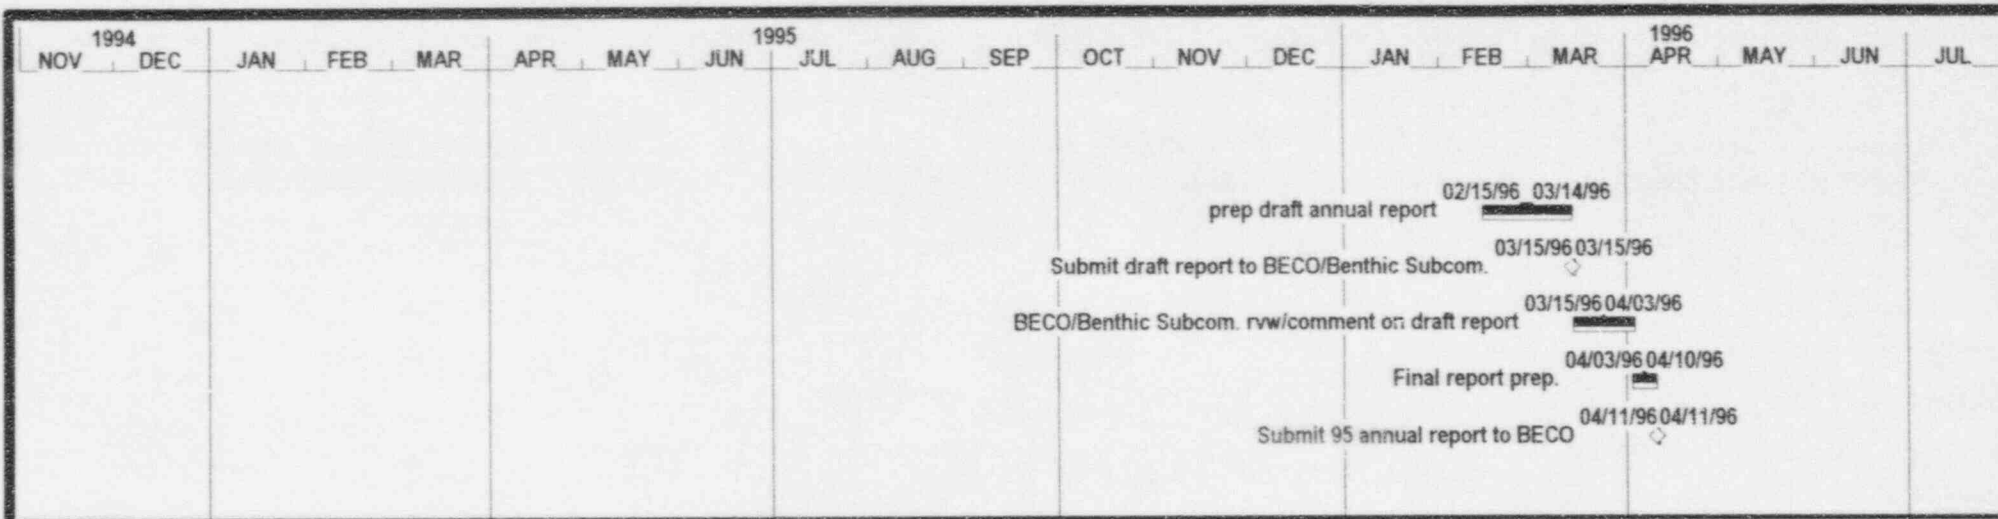 1994 1995 1996
NOV DEC JAN FEB MAR APR MAY JUN JUL AUG SEP OCT NOV DEC JAN FEB MAR APR MAY JUN JUL
02/15/96 03/14/96
prep draft annual report
03/15/96 03/15/96
Submit draft report to BECO/Benthic Subcom.
03/15/96 04/03/96
BECO/Benthic Subcom. rvw/comment on draft report
04/03/96 04/10/96
Final report prep.
04/11/96 04/11/96
Submit 95 annual report to BECO